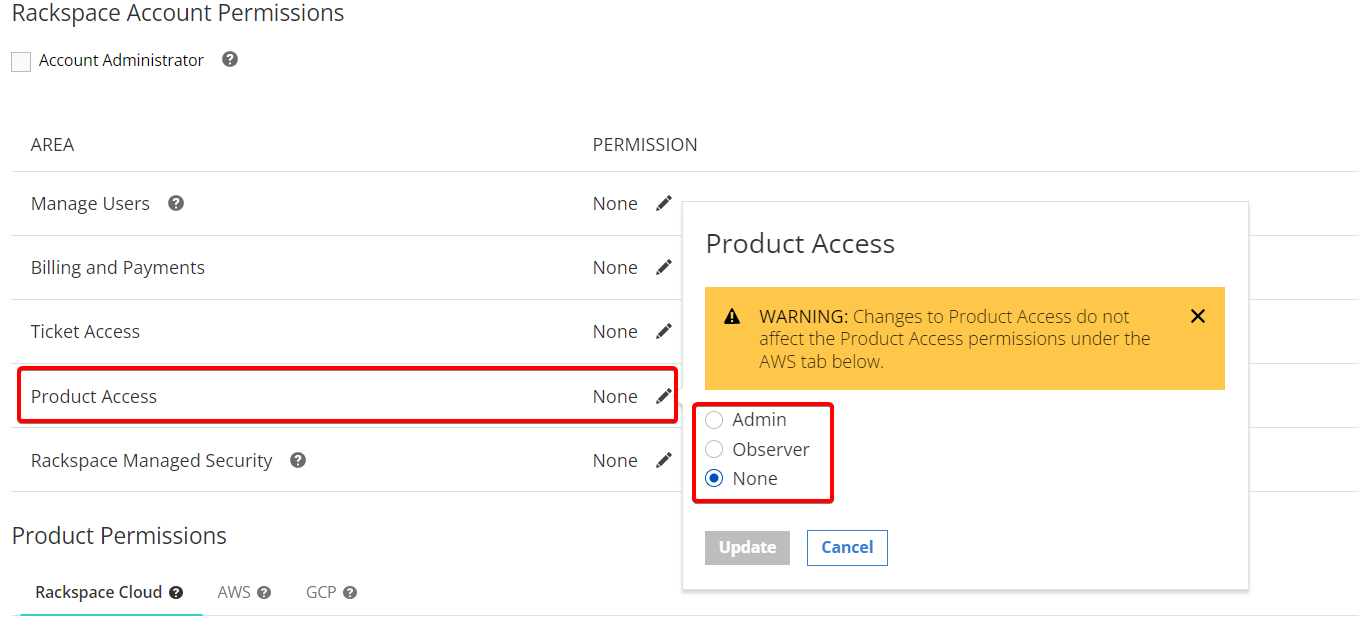 Rackspace Account Permissions
Account Administrator ?
AREA PERMISSION
Manage Users ? None
Billing and Payments None
Ticket Access None
Product Access None
Rackspace Managed Security ? None
Product Access
WARNING: Changes to Product Access do not
affect the Product Access permissions under the
AWS tab below.
Admin
Observer
None
Update Cancel
Product Permissions
Rackspace Cloud ? AWS ? GCP ?